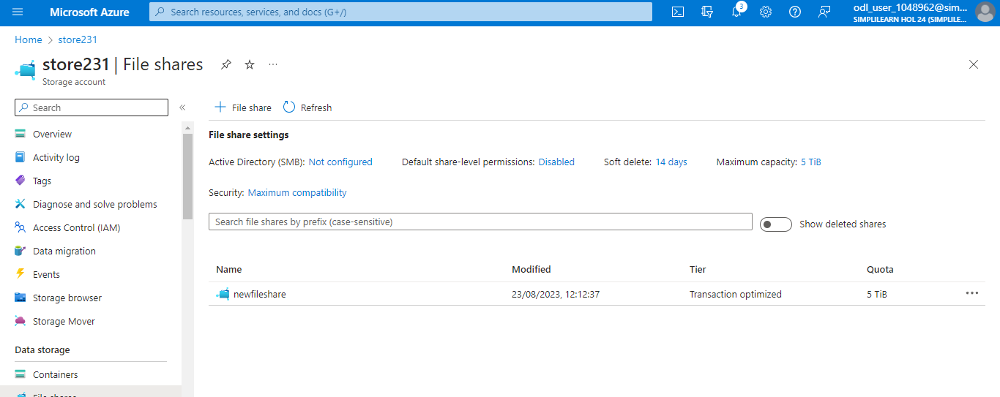 Microsoft Azure
Search resources, services, and docs (G+/)
3
odl_user_1048962@sim...
SIMPLILEARN HOL 24 (SIMPLILE...
Home > store231
store231 | File shares
Storage account
Search
«
+ File share
Refresh
Overview
Activity log
Tags
Diagnose and solve problems
Access Control (IAM)
Data migration
Events
Storage browser
Storage Mover
Data storage
Containers
File shares
File share settings
Active Directory (SMB): Not configured
Default share-level permissions: Disabled
Soft delete: 14 days
Maximum capacity: 5 TiB
Security: Maximum compatibility
Search file shares by prefix (case-sensitive)
Show deleted shares
Name Modified Tier Quota
newfileshare 23/08/2023, 12:12:37 Transaction optimized 5 TiB